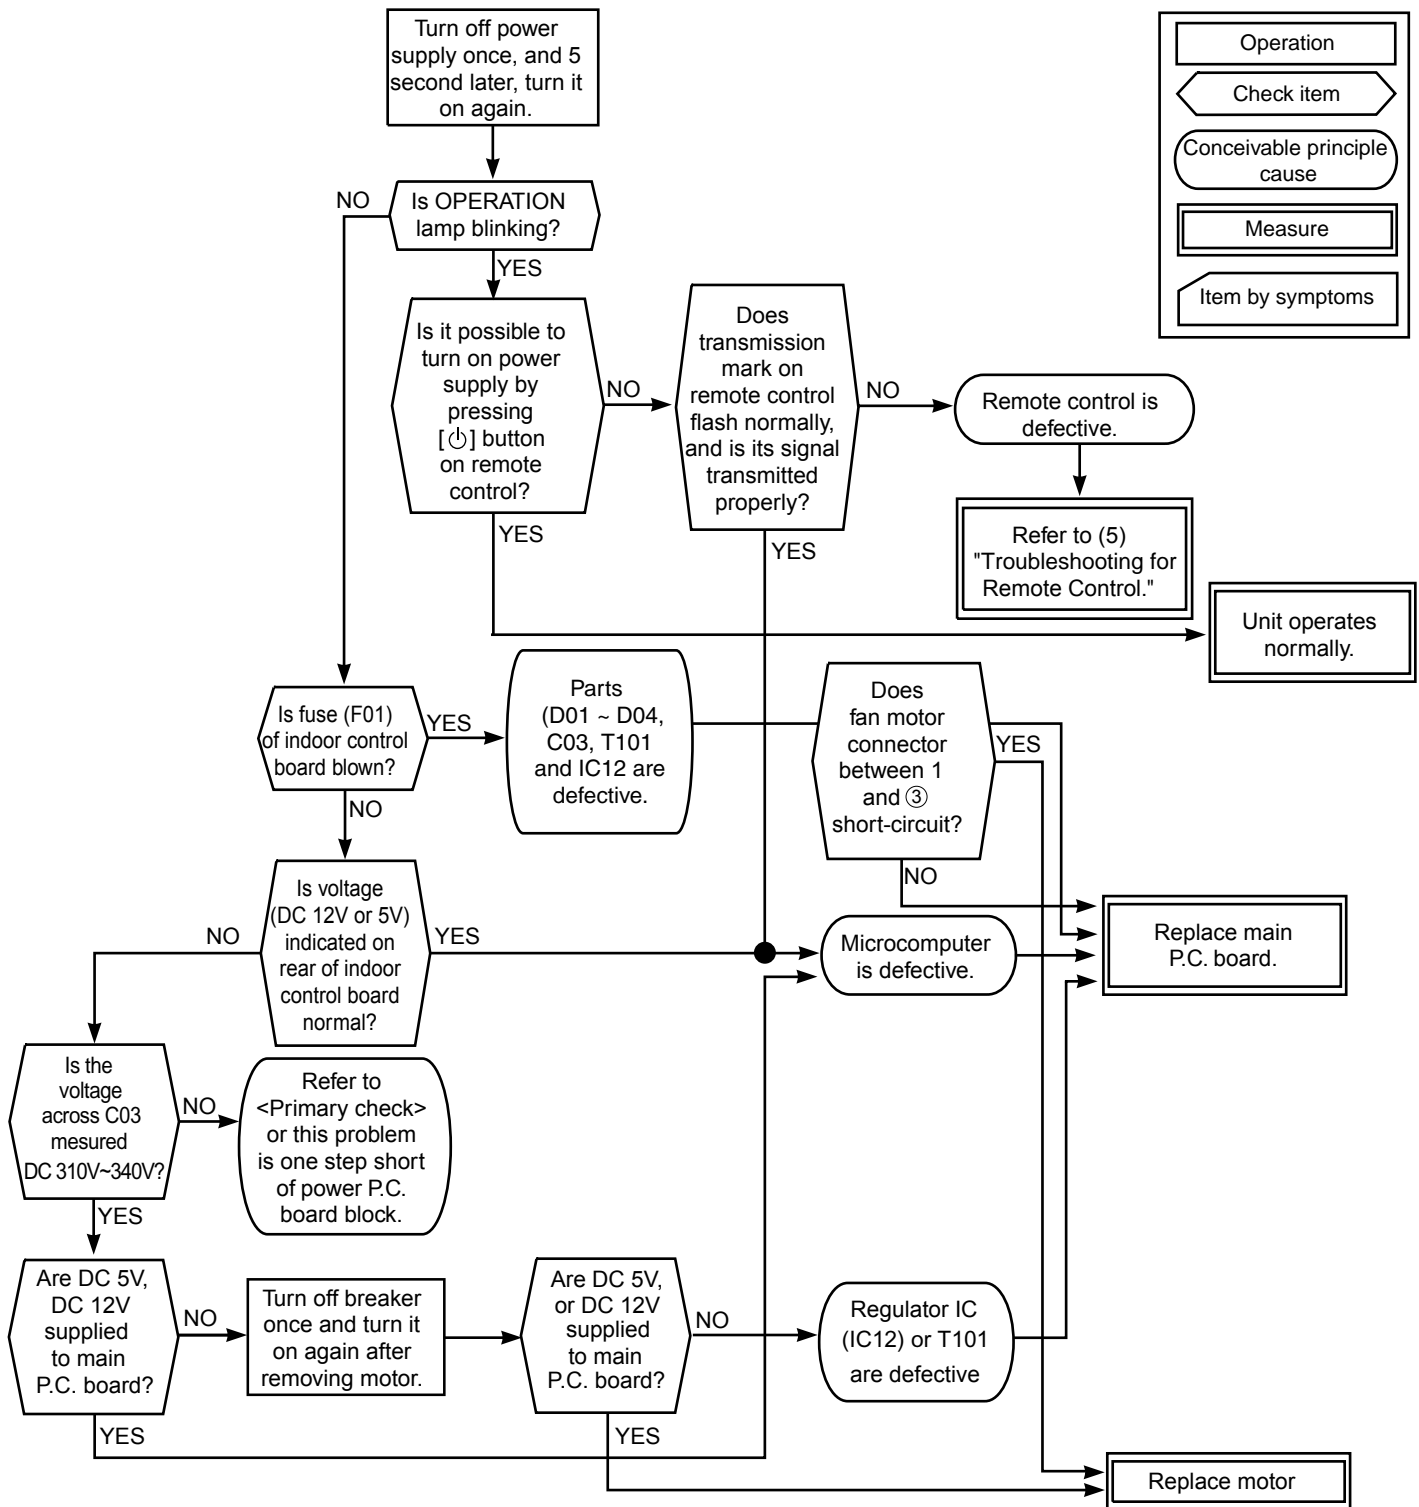 Turn off power
supply once, and 5
second later, turn it
on again.
Operation
Check item
Conceivable principle
cause
Measure
Item by symptoms
Is OPERATION
lamp blinking?
NO
YES
Is it possible to
turn on power
supply by
pressing
[⏻] button
on remote
control?
NO
YES
Does
transmission
mark on
remote control
flash normally,
and is its signal
transmitted
properly?
NO
YES
Remote control is
defective.
Refer to (5)
"Troubleshooting for
Remote Control."
Unit operates
normally.
Is fuse (F01)
of indoor control
board blown?
YES
NO
Parts
(D01 ~ D04,
C03, T101
and IC12 are
defective.
Does
fan motor
connector
between 1
and ③
short-circuit?
YES
NO
Is voltage
(DC 12V or 5V)
indicated on
rear of indoor
control board
normal?
NO
YES
Microcomputer
is defective.
Replace main
P.C. board.
Is the
voltage
across C03
mesured
DC 310V~340V?
NO
YES
Refer to
<Primary check>
or this problem
is one step short
of power P.C.
board block.
Are DC 5V,
DC 12V
supplied
to main
P.C. board?
NO
YES
Turn off breaker
once and turn it
on again after
removing motor.
Are DC 5V,
or DC 12V
supplied
to main
P.C. board?
NO
YES
Regulator IC
(IC12) or T101
are defective
Replace motor